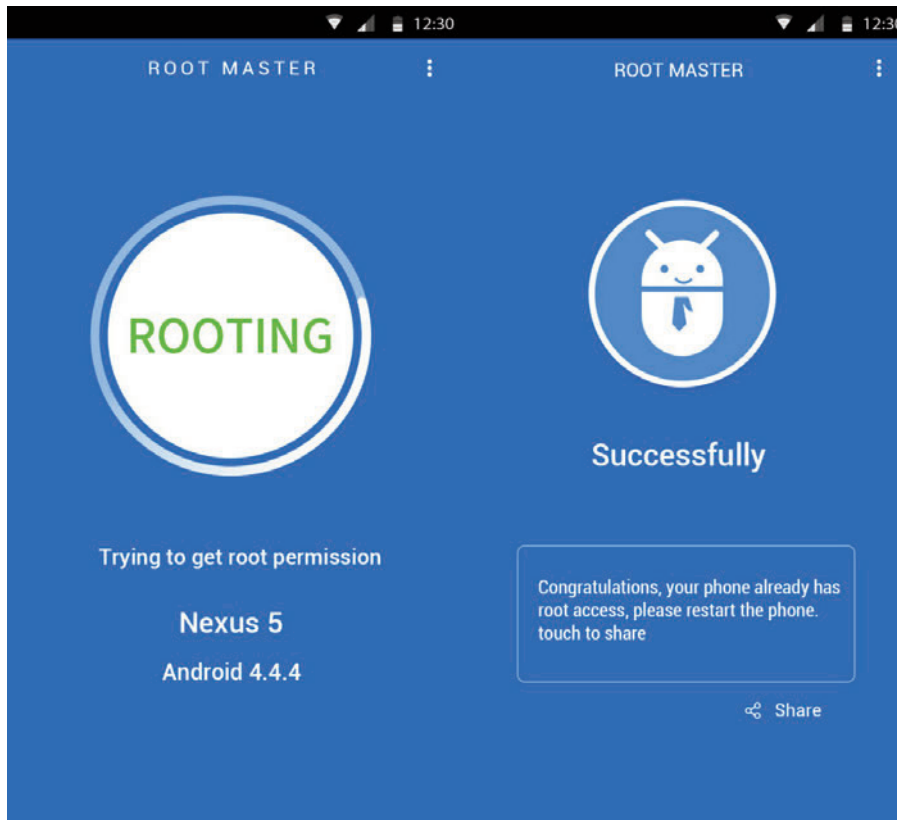 12:30
ROOT MASTER
ROOTING
Trying to get root permission
Nexus 5
Android 4.4.4
12:30
ROOT MASTER
Successfully
Congratulations, your phone already has
root access, please restart the phone.
touch to share
Share